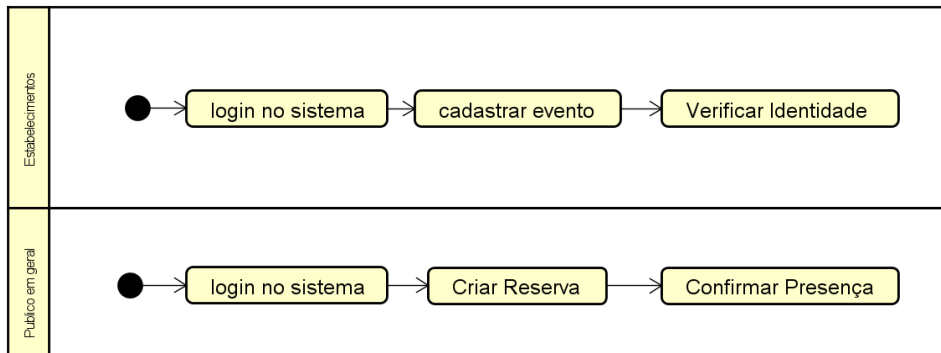 Estabelecimentos
login no sistema
cadastrar evento
Verificar Identidade
Publico em geral
login no sistema
Criar Reserva
Confirmar Presença